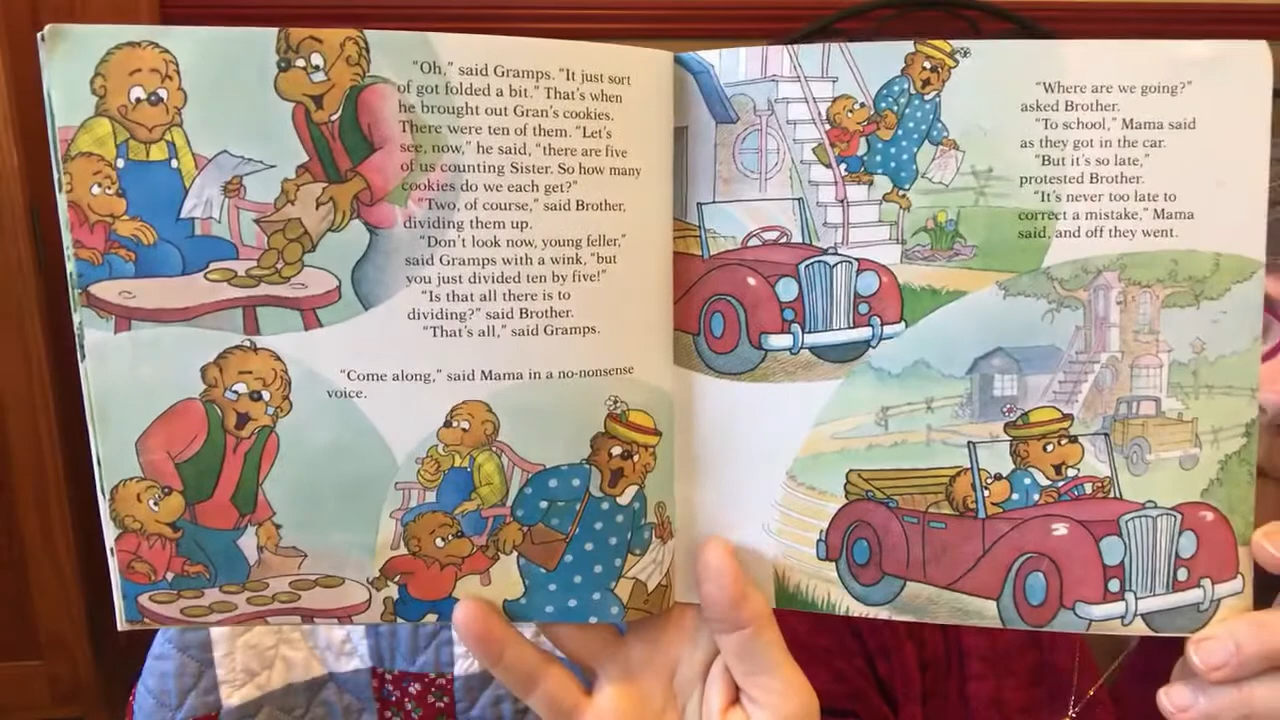 "Oh," said Gramps. "It just sort
of got folded a bit." That's when
he brought out Gran's cookies.
There were ten of them. "Let's
see, now," he said, "there are five
of us counting Sister. So how many
cookies do we each get?"
"Two, of course," said Brother,
dividing them up.
"Don't look now, young feller,"
said Gramps with a wink, "but
you just divided ten by five!"
"Is that all there is to
dividing?" said Brother.
"That's all," said Gramps.
"Come along," said Mama in a no-nonsense
voice.
"Where are we going?"
asked Brother.
"To school," Mama said
as they got in the car.
"But it's so late,"
protested Brother.
"It's never too late to
correct a mistake," Mama
said, and off they went.